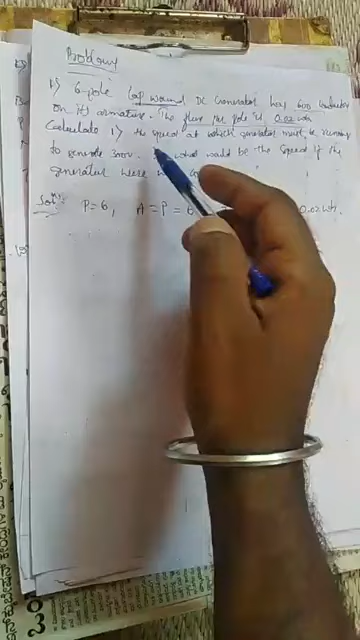 Problems
1) 6-pole Lap wound DC Generator has 600 conductor
on its armature. The flux per pole is 0.02 wb
Calculate 1) the speed at which generator must be running
to generate 300V. what would be the speed if the
generator were
Soln: P=6, A=P=6 0.02 wb.